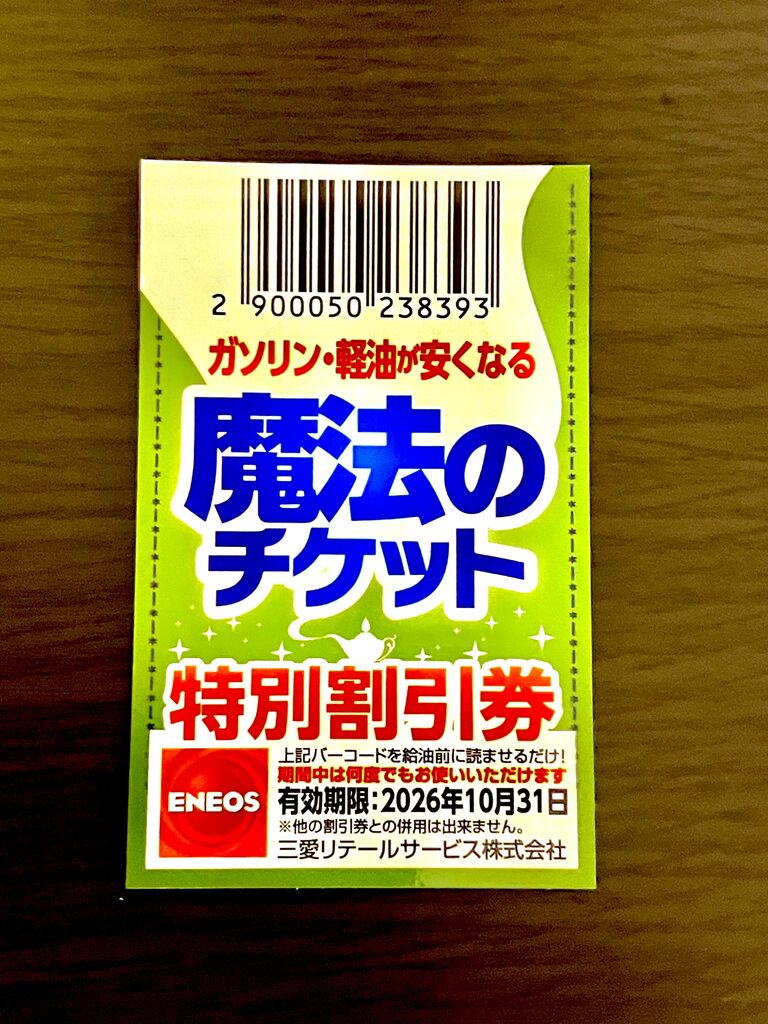 2 900050 238393
ガソリン・軽油が安くなる
魔法の
チケット
特別割引券
ENEOS
上記バーコードを給油前に読ませるだけ!
期間中は何度でもお使いいただけます
有効期限:2026年10月31日
※他の割引券との併用は出来ません。
三愛リテールサービス株式会社